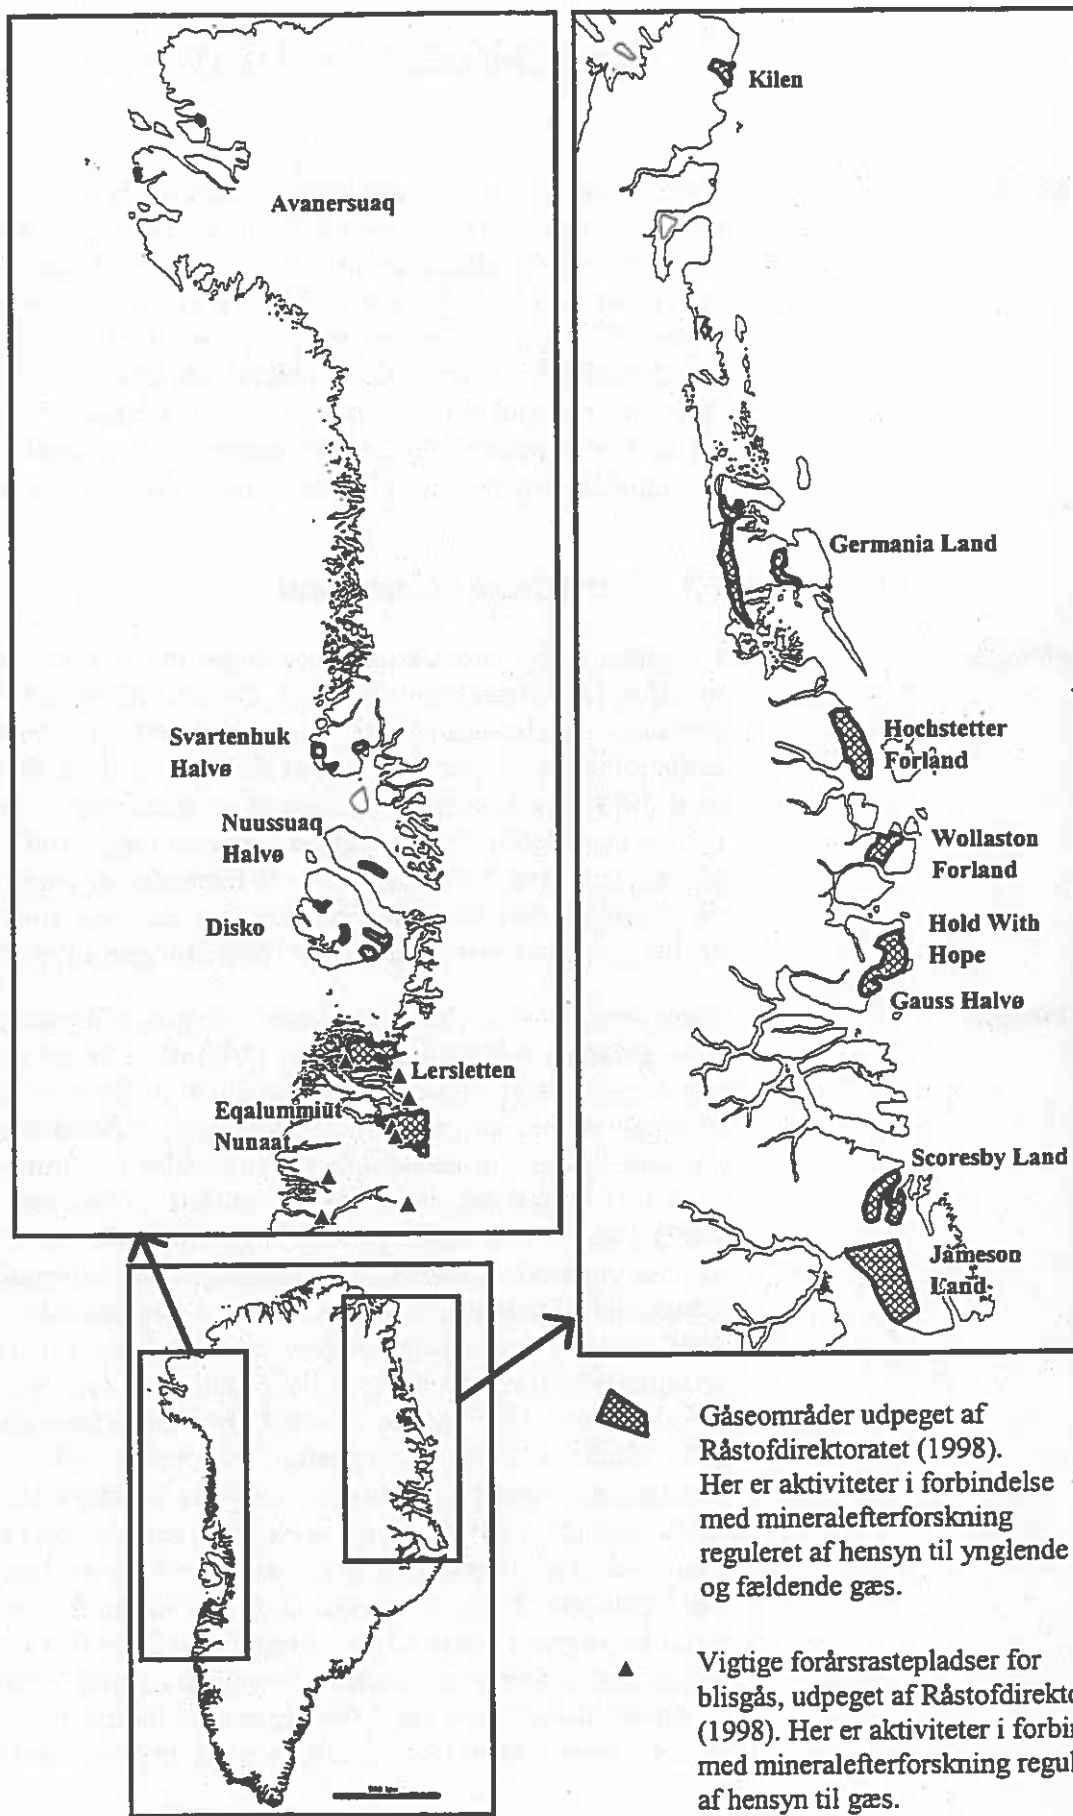 Avanersuaq
Svartenhuk
Halvø
Nuussuaq
Halvø
Disko
Lersletten
Eqalummiut
Nunaat
Kilen
Germania Land
Hochstetter
Forland
Wollaston
Forland
Hold With
Hope
Gauss Halvø
Scoresby Land
Jameson
Land
Gåseområder udpeget af
Råstofdirektoratet (1998).
Her er aktiviteter i forbindelse
med mineralefterforskning
reguleret af hensyn til ynglende
og fældende gæs.
Vigtige forårsrastepladser for
blisgås, udpeget af Råstofdirekto
(1998). Her er aktiviteter i forbin
med mineralefterforskning regul
af hensyn til gæs.